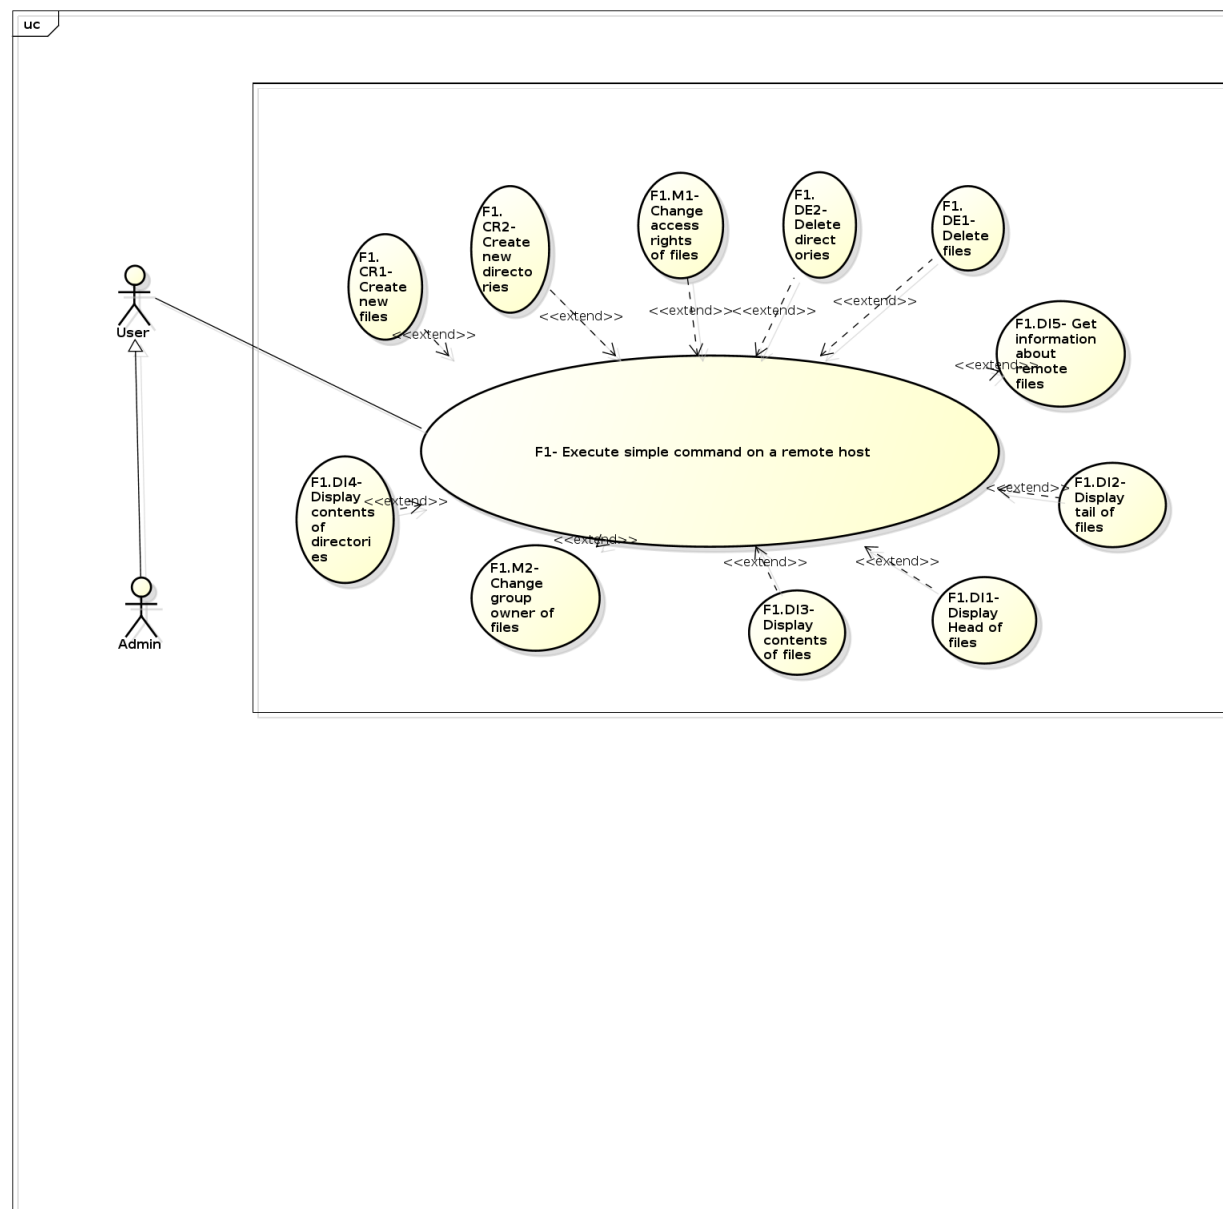 uc
F1.
CR1-
Create
new
files
<<extend>>
F1.
CR2-
Create
new
directo
ries
<<extend>>
F1.M1-
Change
access
rights
of files
<<extend>>
F1.
DE2-
Delete
direct
ories
<<extend>>
F1.
DE1-
Delete
files
<<extend>>
User
F1.DI5- Get
information
about
remote
files
<<extend>>
F1- Execute simple command on a remote host
F1.DI4-
Display
contents
of
directori
es
<<extend>>
F1.DI2-
Display
tail of
files
<<extend>>
F1.M2-
Change
group
owner of
files
<<extend>>
F1.DI3-
Display
contents
of files
<<extend>>
F1.DI1-
Display
Head of
files
<<extend>>
Admin